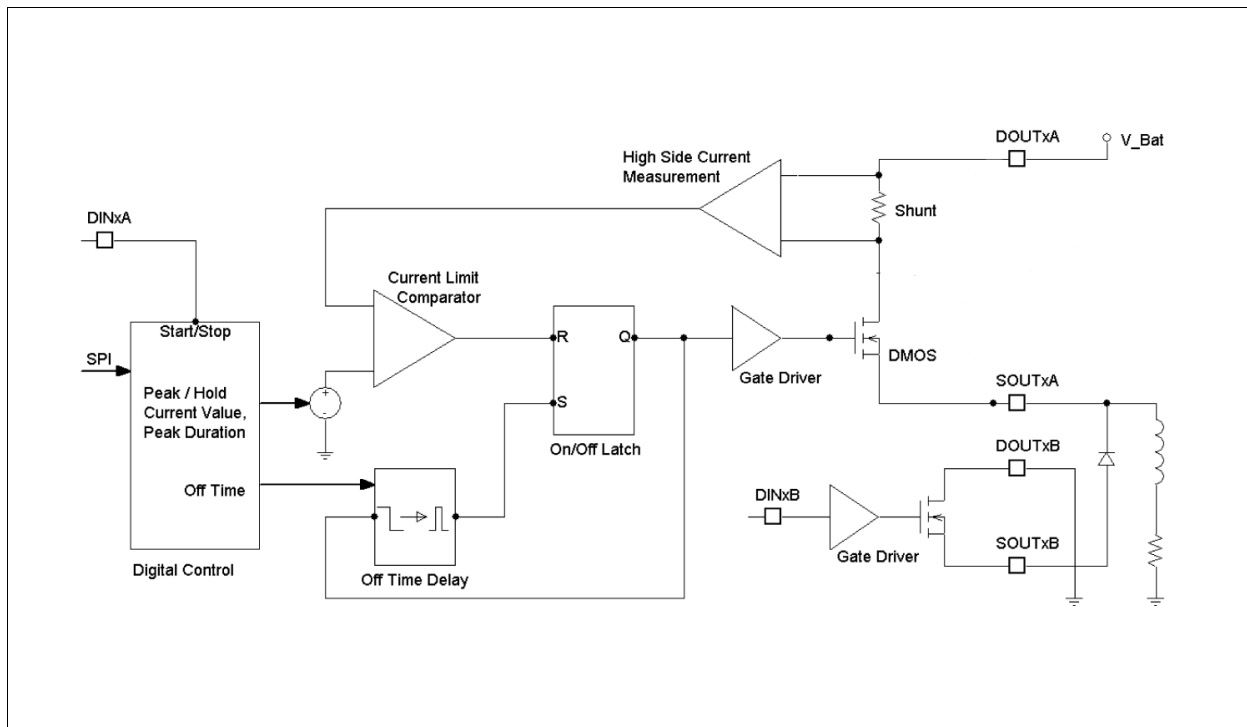 DOUTxA
V_Bat
High Side Current
Measurement
Shunt
DINxA
Current Limit
Comparator
Start/Stop
SPI
R
Q
DMOS
Gate Driver
Peak / Hold
Current Value,
Peak Duration
+
-
S
SOUTxA
On/Off Latch
DOUTxB
Off Time
DINxB
SOUTxB
Gate Driver
Digital Control
Off Time Delay